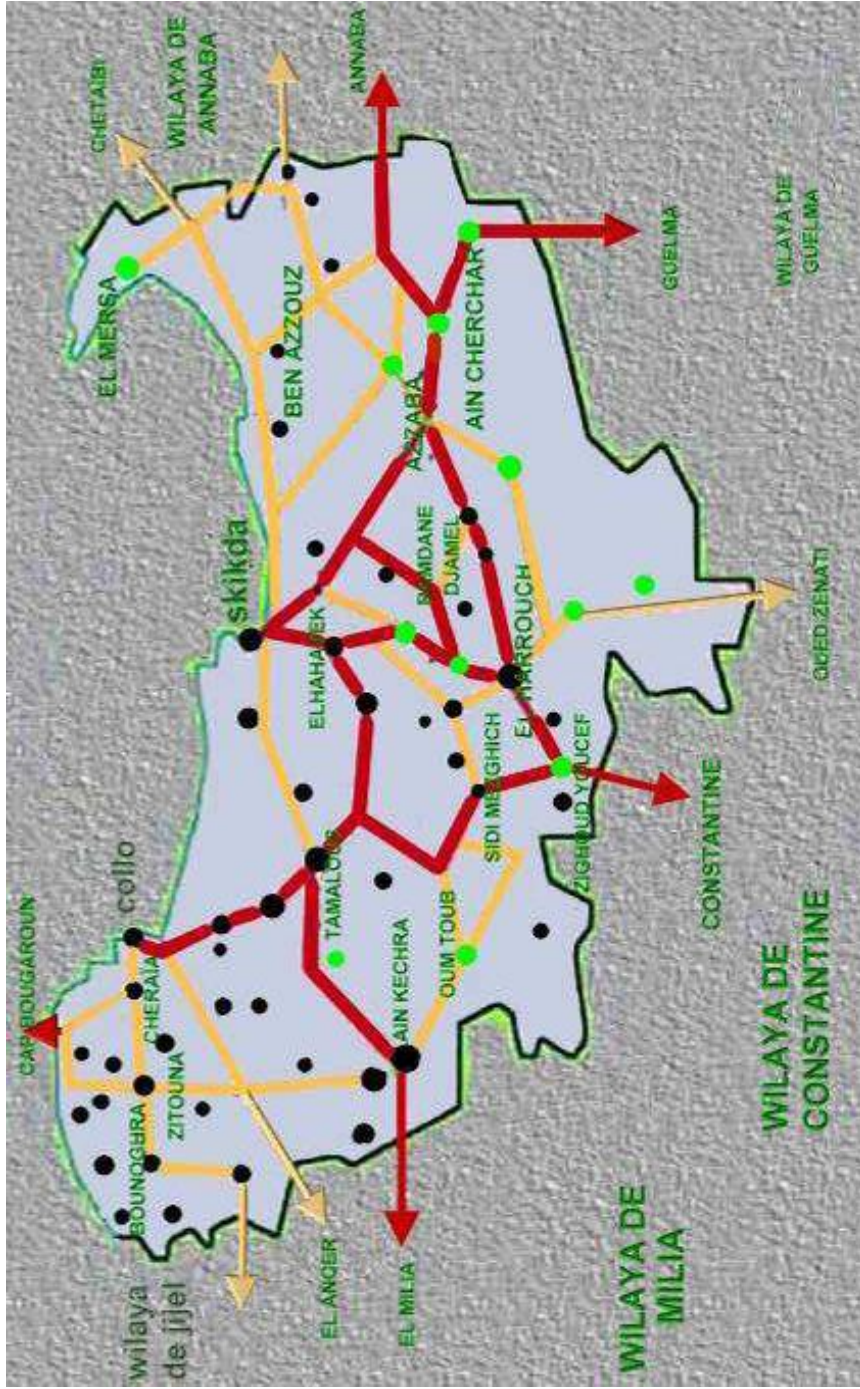 CAP BOUGAROUN
CHETAIBI
EL MERSA
collo
wilaya
de jijel
BOUNOGHRA
CHERAIA
ZITOUNA
WILAYA DE
ANNABA
skikda
BEN AZZOUZ
EL ANCER
TAMALOUS
ANNABA
EL MILIA
AIN KECHRA
AZZABA
RAMDANE
DJAMEL
OUM TOUB
AIN CHERCHAR
SIDI MEZGHICH
EL HARROUCH
ZIGHOUD YOUCEF
WILAYA DE
MILIA
GUELMA
CONSTANTINE
WILAYA DE
CONSTANTINE
WILAYA DE
GUELMA
OUED ZENATI